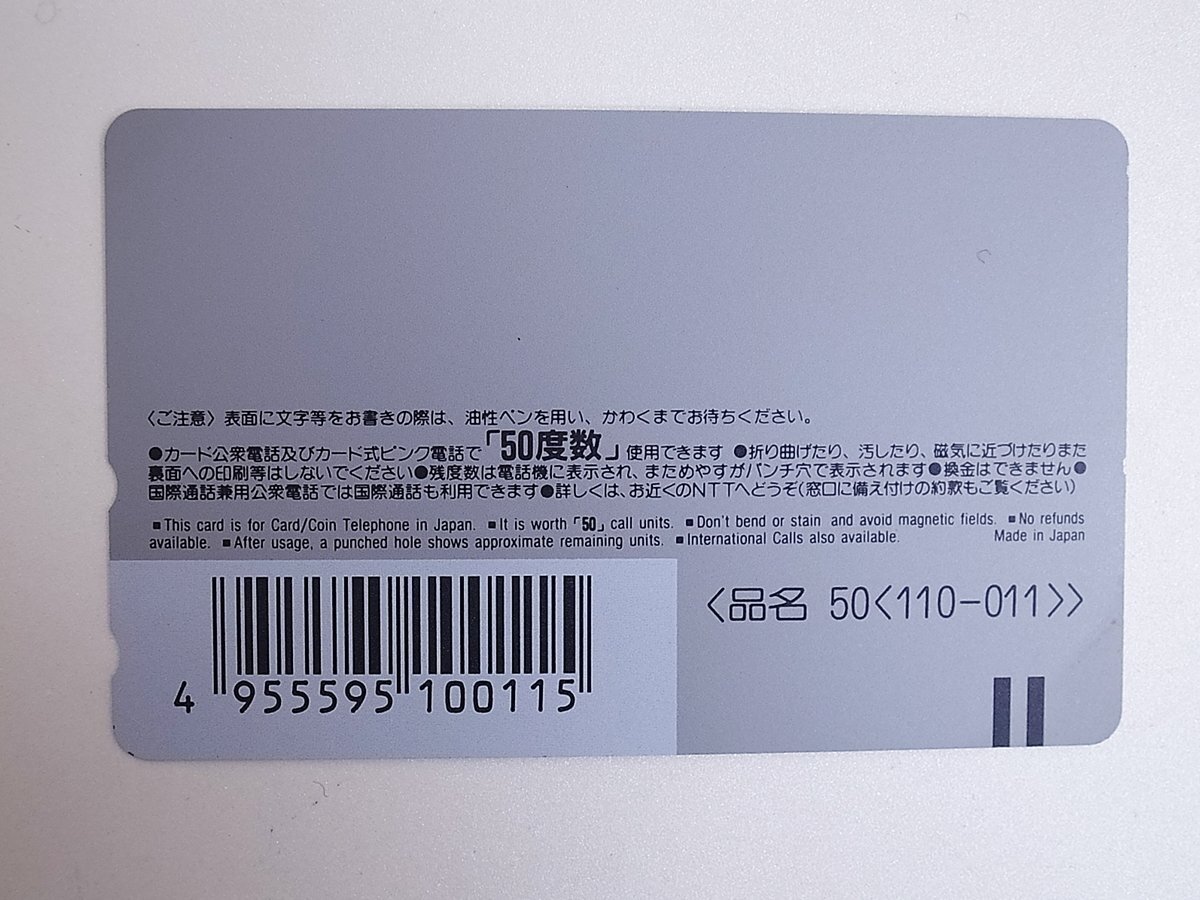 〈ご注意〉表面に文字等をお書きの際は、油性ペンを用い、かわくまでお待ちください。
●カード公衆電話及びカード式ピンク電話で「50度数」使用できます ●折り曲げたり、汚したり、磁気に近づけたりまた
裏面への印刷等はしないでください●残度数は電話機に表示され、まためやすがパンチ穴で表示されます●換金はできません●
国際通話兼用公衆電話では国際通話も利用できます●詳しくは、お近くのNTTへどうぞ(窓口に備え付けの約款もご覧ください)
■This card is for Card/Coin Telephone in Japan. ■It is worth「50」call units. ■Don't bend or stain and avoid magnetic fields. ■No refunds
available. ■After usage, a punched hole shows approximate remaining units. ■International Calls also available. Made in Japan
〈品名 50〈110-011〉〉
4 955595 100115